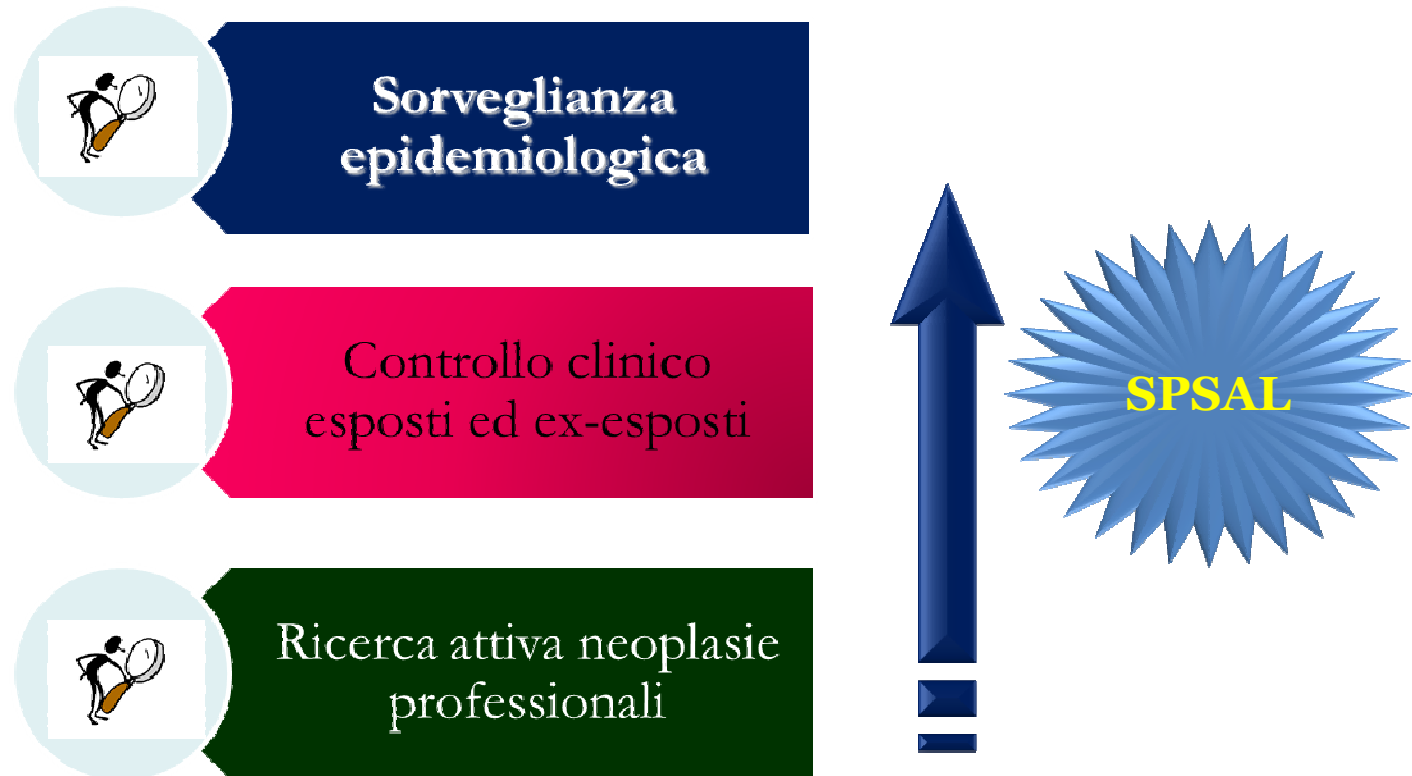 Sorveglianza
epidemiologica
Controllo clinico
esposti ed ex-esposti
Ricerca attiva neoplasie
professionali
SPSAL